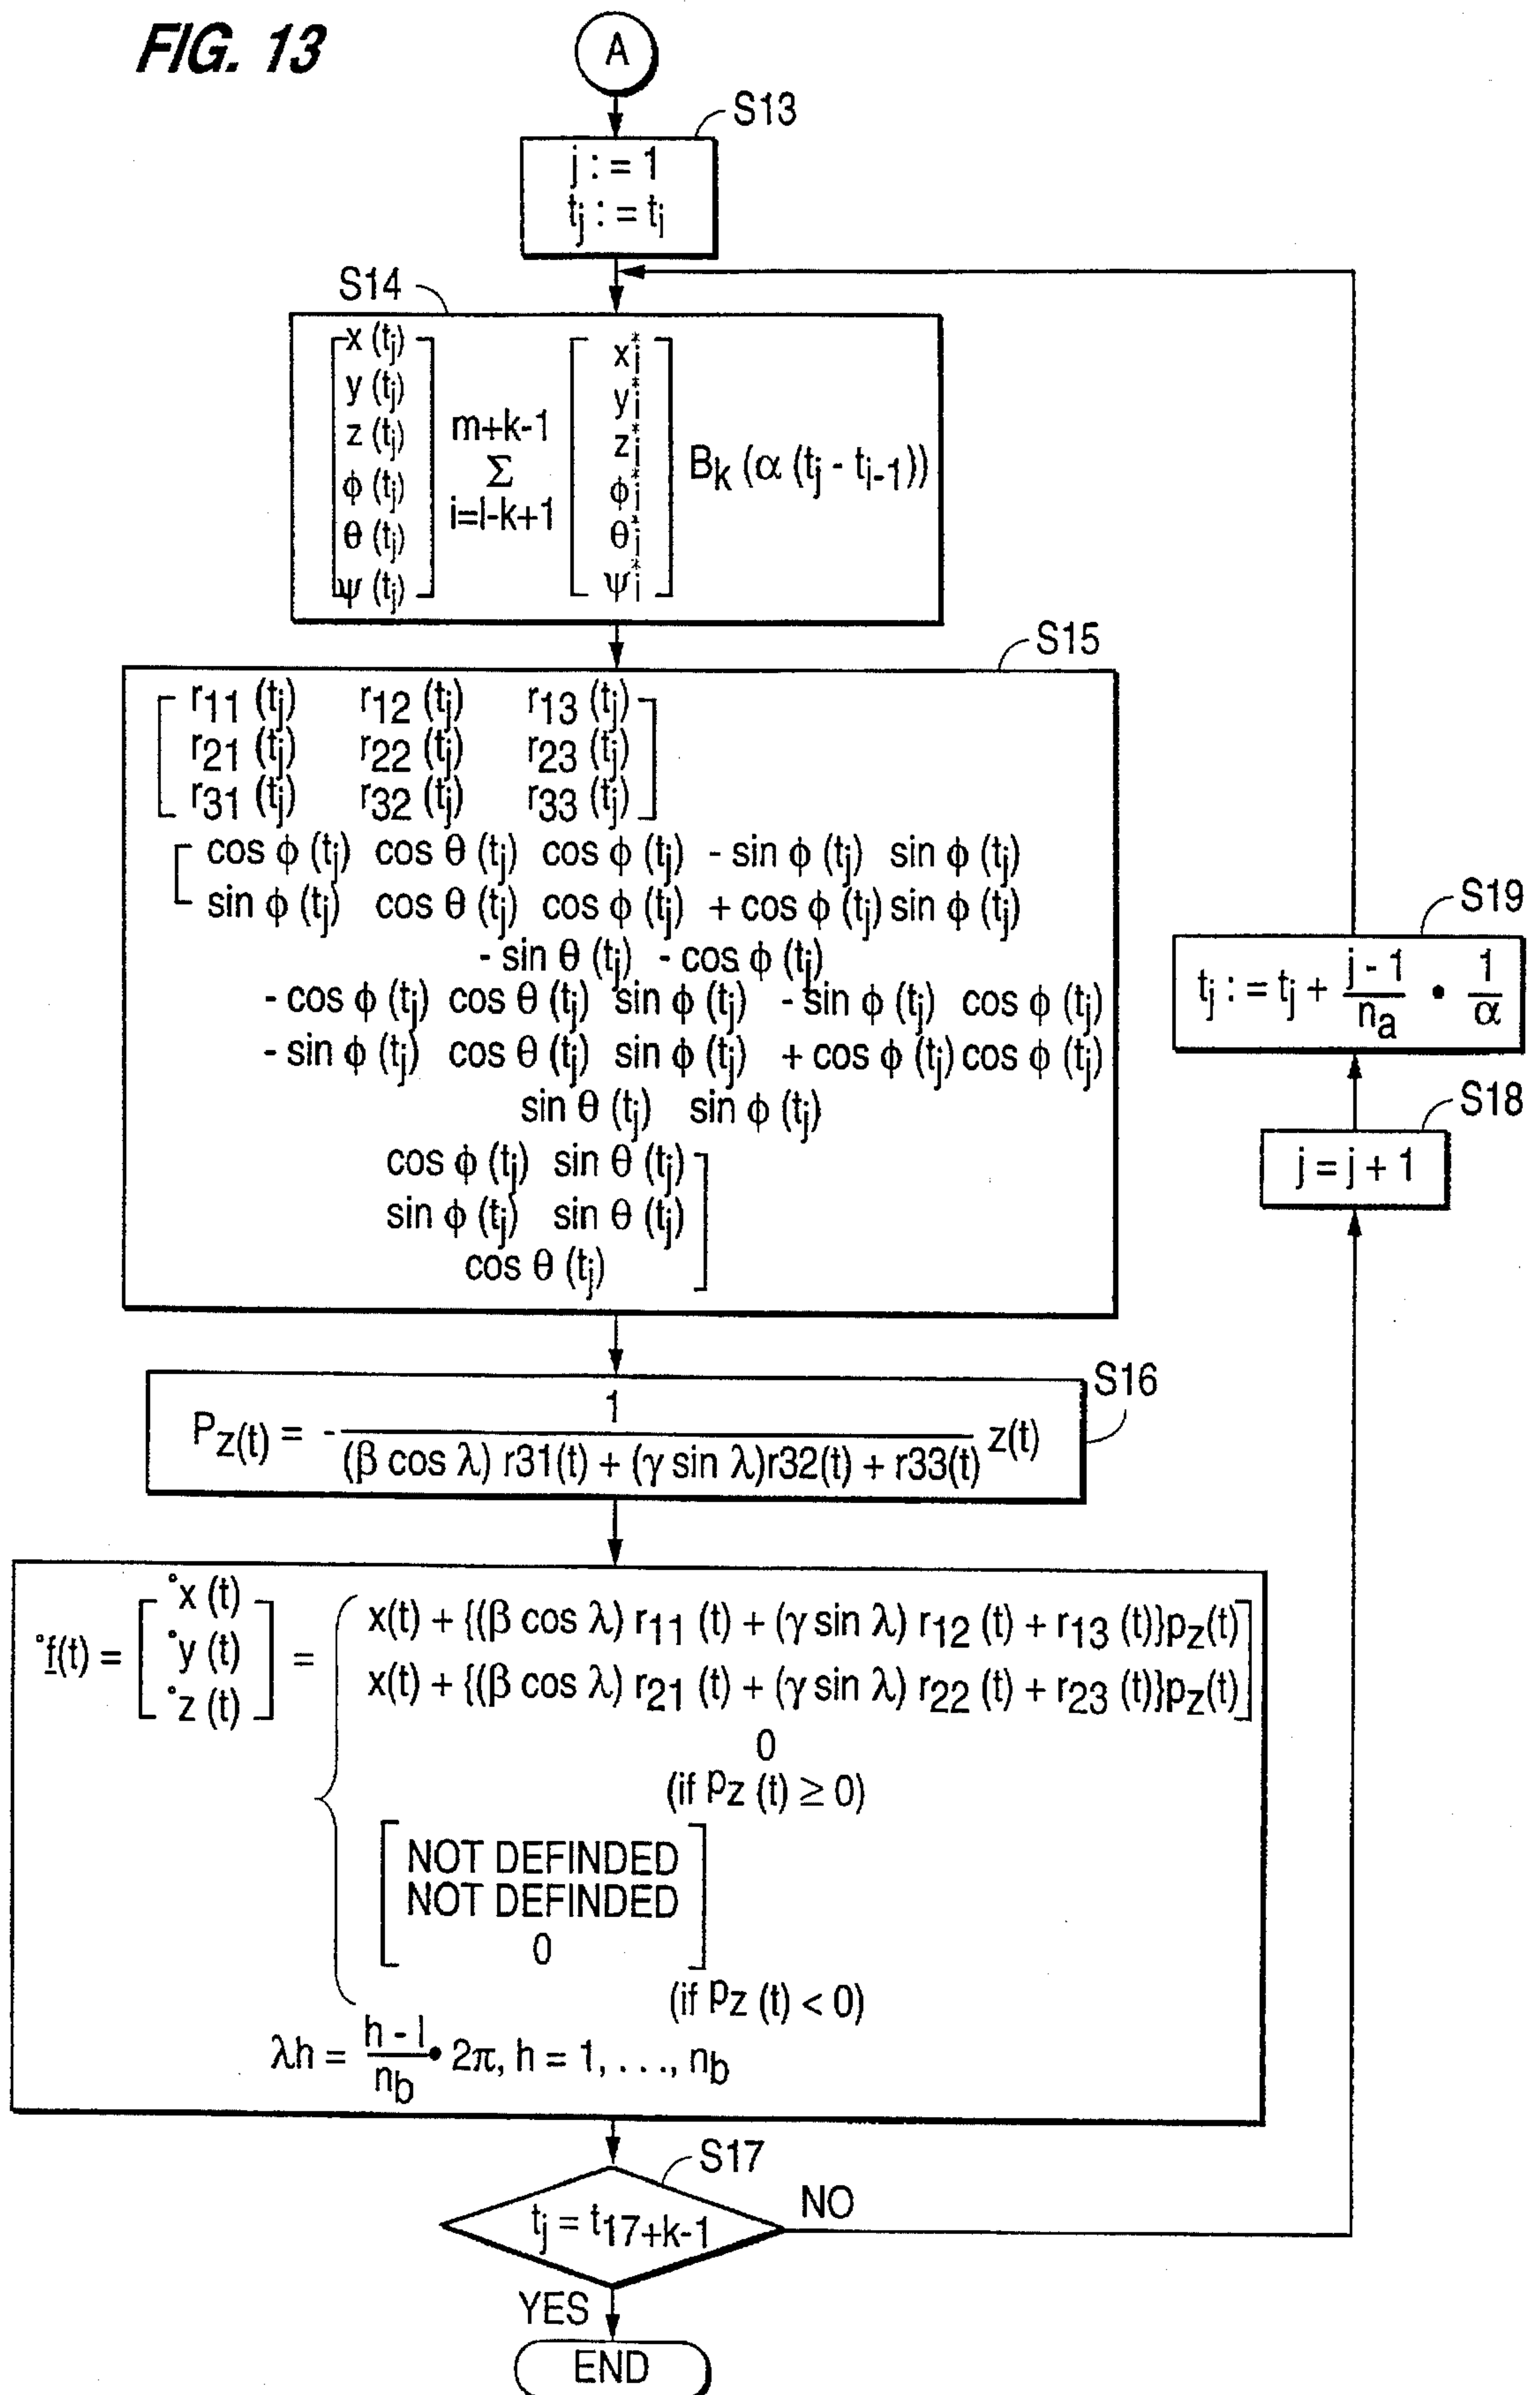 FIG. 13
A
S13
j : = 1
tj : = tj
S14
x (tj)
y (tj)
z (tj)
ϕ (tj)
θ (tj)
ψ (tj)
m+k-1
Σ
i=l-k+1
x*i
y*i
z*i
ϕ*i
θ*i
ψ*i
Bk (α (tj - ti-1))
S15
r11 (tj) r12 (tj) r13 (tj)
r21 (tj) r22 (tj) r23 (tj)
r31 (tj) r32 (tj) r33 (tj)
cos ϕ (tj) cos θ (tj) cos ϕ (tj) - sin ϕ (tj) sin ϕ (tj)
sin ϕ (tj) cos θ (tj) cos ϕ (tj) + cos ϕ (tj) sin ϕ (tj)
- sin θ (tj) - cos ϕ (tj)
- cos ϕ (tj) cos θ (tj) sin ϕ (tj) - sin ϕ (tj) cos ϕ (tj)
- sin ϕ (tj) cos θ (tj) sin ϕ (tj) + cos ϕ (tj) cos ϕ (tj)
sin θ (tj) sin ϕ (tj)
cos ϕ (tj) sin θ (tj)
sin ϕ (tj) sin θ (tj)
cos θ (tj)
S19
tj : = tj + j - 1 / na • 1 / α
S18
j = j + 1
S16
Pz(t) = - 1 / (β cos λ) r31(t) + (γ sin λ)r32(t) + r33(t) z(t)
°f(t) = [°x (t) °y (t) °z (t)] =
x(t) + {(β cos λ) r11 (t) + (γ sin λ) r12 (t) + r13 (t)}pz(t)]
x(t) + {(β cos λ) r21 (t) + (γ sin λ) r22 (t) + r23 (t)}pz(t)]
0
(if Pz (t) ≥ 0)
NOT DEFINDED
NOT DEFINDED
0
(if Pz (t) < 0)
λh = h - l / nb • 2π, h = 1, . . ., nb
S17
tj = t17+k-1
NO
YES
END